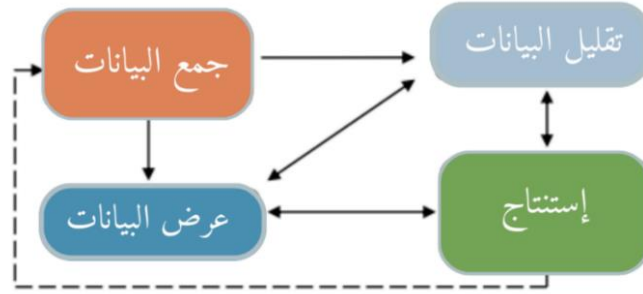 جمع البيانات
تقليل البيانات
عرض البيانات
إستنتاج